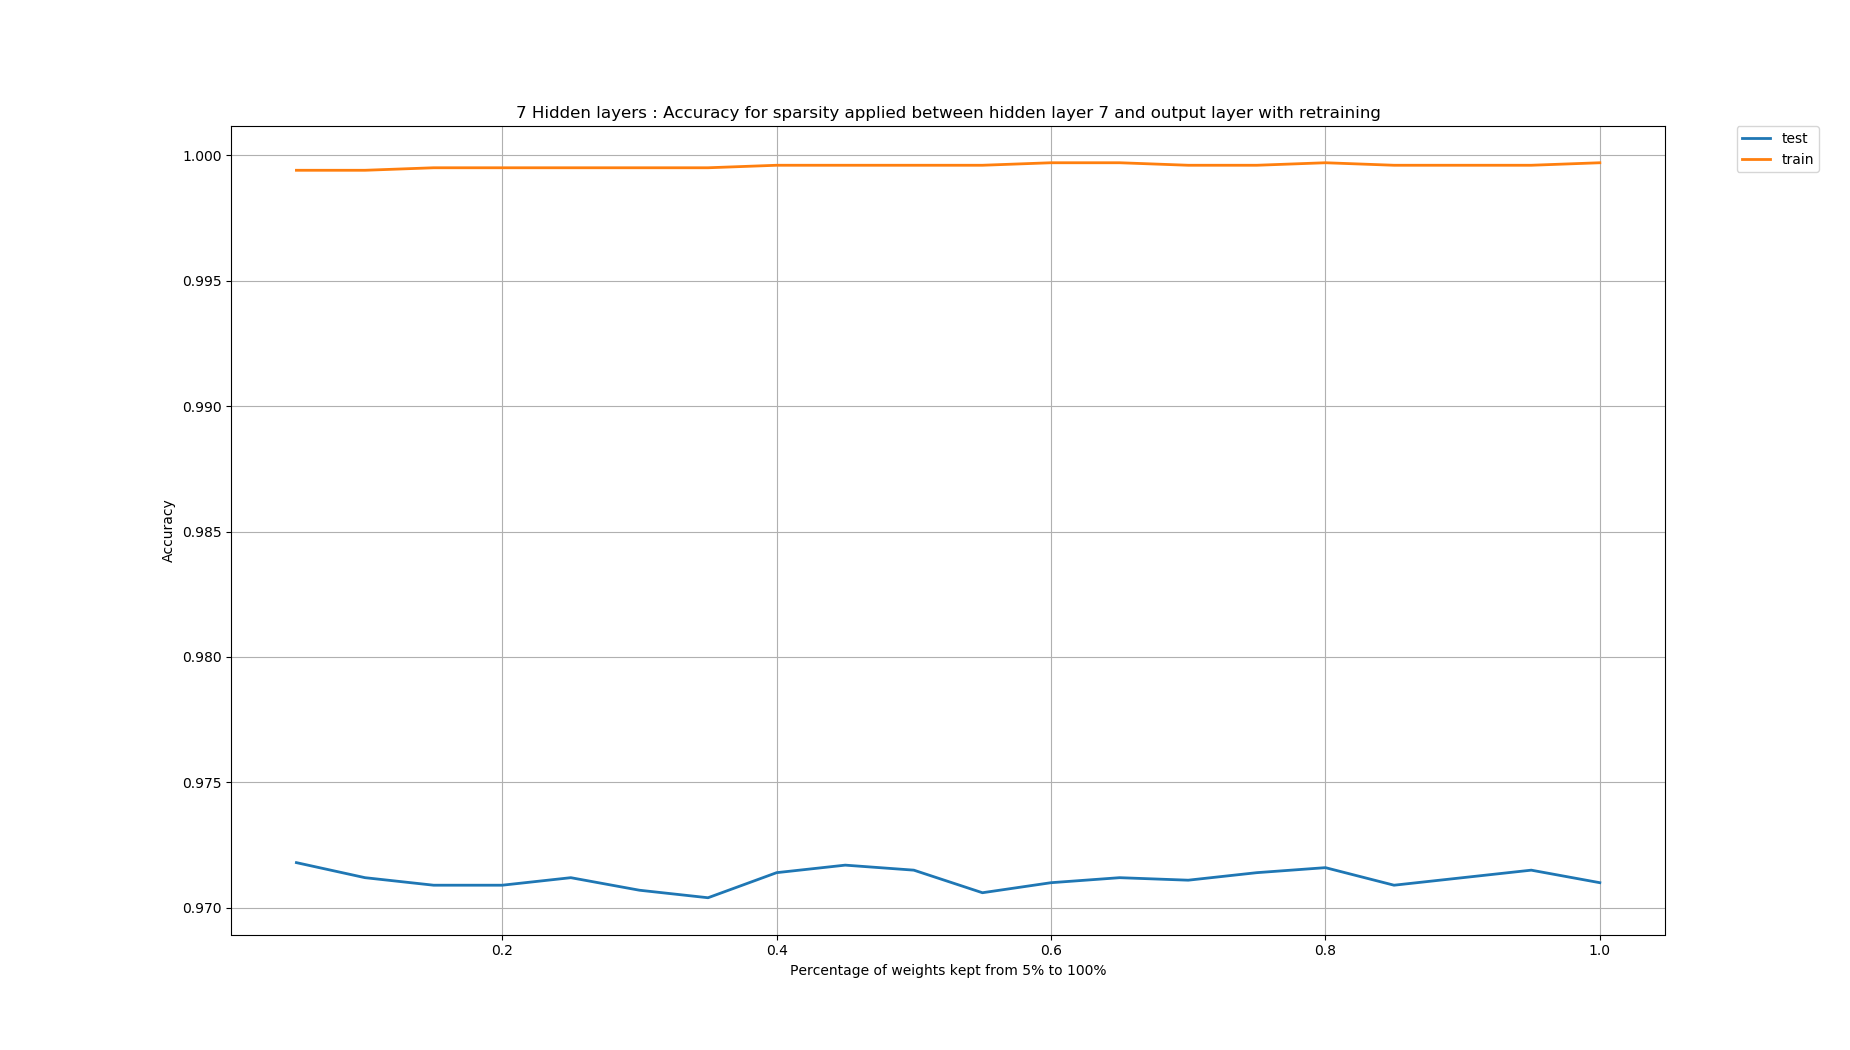 7 Hidden layers : Accuracy for sparsity applied between hidden layer 7 and output layer with retraining
test
train
1.000
0.995
0.990
0.985
0.980
0.975
0.970
Accuracy
0.2
0.4
0.6
0.8
1.0
Percentage of weights kept from 5% to 100%